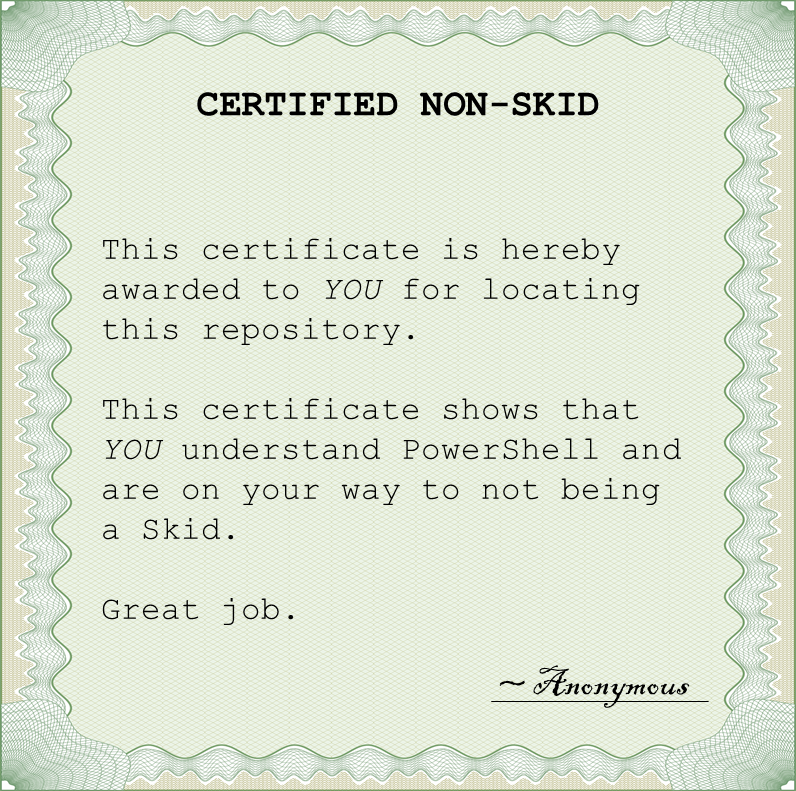 CERTIFIED NON-SKID
This certificate is hereby
awarded to YOU for locating
this repository.
This certificate shows that
YOU understand PowerShell and
are on your way to not being
a Skid.
Great job.
~ Anonymous